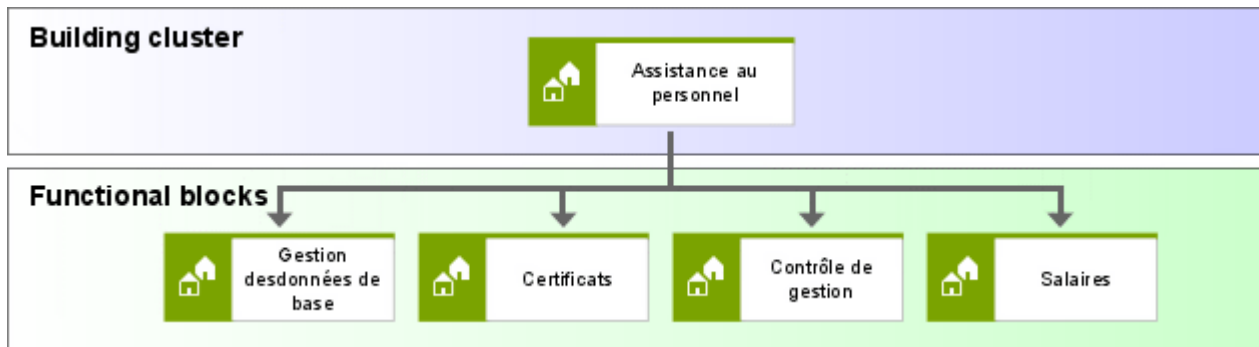 Building cluster
Assistance au
personnel
Functional blocks
Gestion
desdonnées de
base
Certificats
Contrôle de
gestion
Salaires